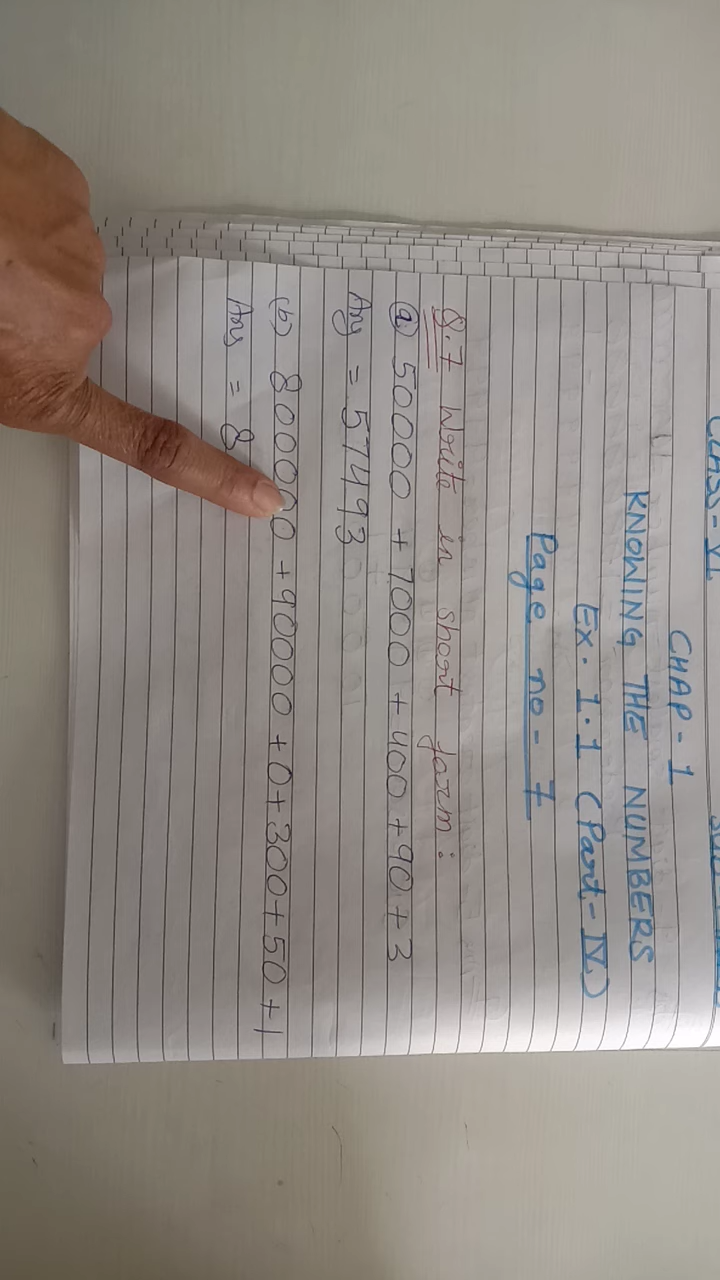 CHAP-1
KNOWING THE NUMBERS
EX. 1.1 (Part-IV)
Page no- 7
Q.7 Write in short form:
(a) 50000 + 7000 + 400 + 90 + 3
Ans = 57493
(b) 800000 + 90000 + 0 + 300 + 50 + 1
Ans = 8